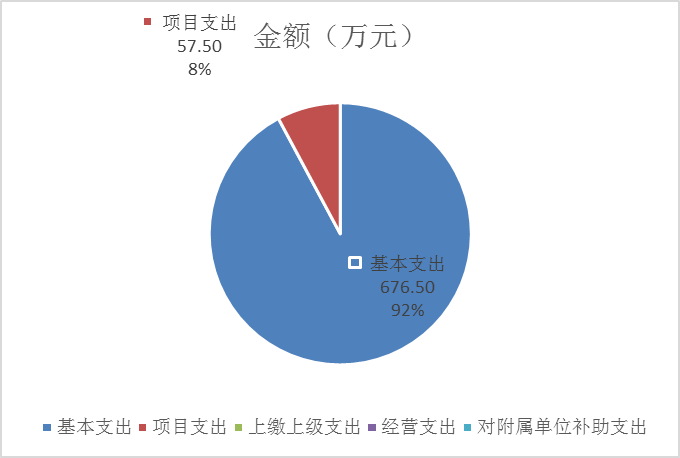 项目支出
57.50
8%
金额（万元）
基本支出
676.50
92%
基本支出 项目支出 上缴上级支出 经营支出 对附属单位补助支出